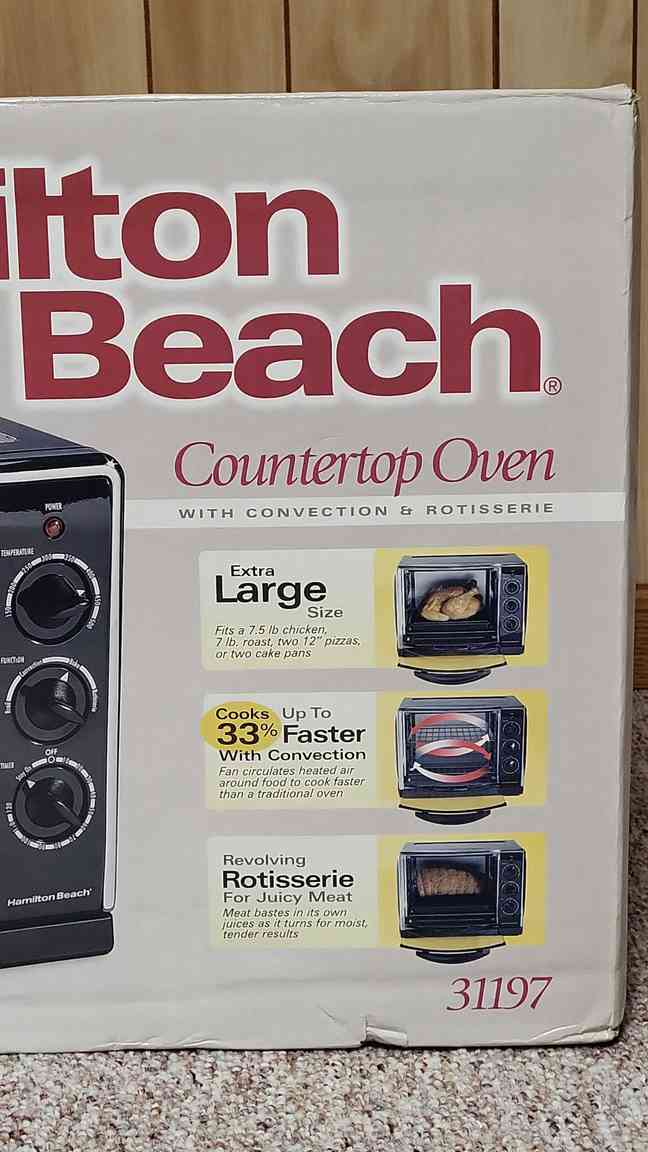 ilton
Beach®
Countertop Oven
WITH CONVECTION & ROTISSERIE
POWER
TEMPERATURE
FUNCTION
TIMER
OFF
Stay On
Hamilton Beach®
Extra
Large
Size
Fits a 7.5 lb chicken,
7 lb. roast, two 12" pizzas,
or two cake pans
Cooks Up To
33% Faster
With Convection
Fan circulates heated air
around food to cook faster
than a traditional oven
Revolving
Rotisserie
For Juicy Meat
Meat bastes in its own
juices as it turns for moist,
tender results
31197